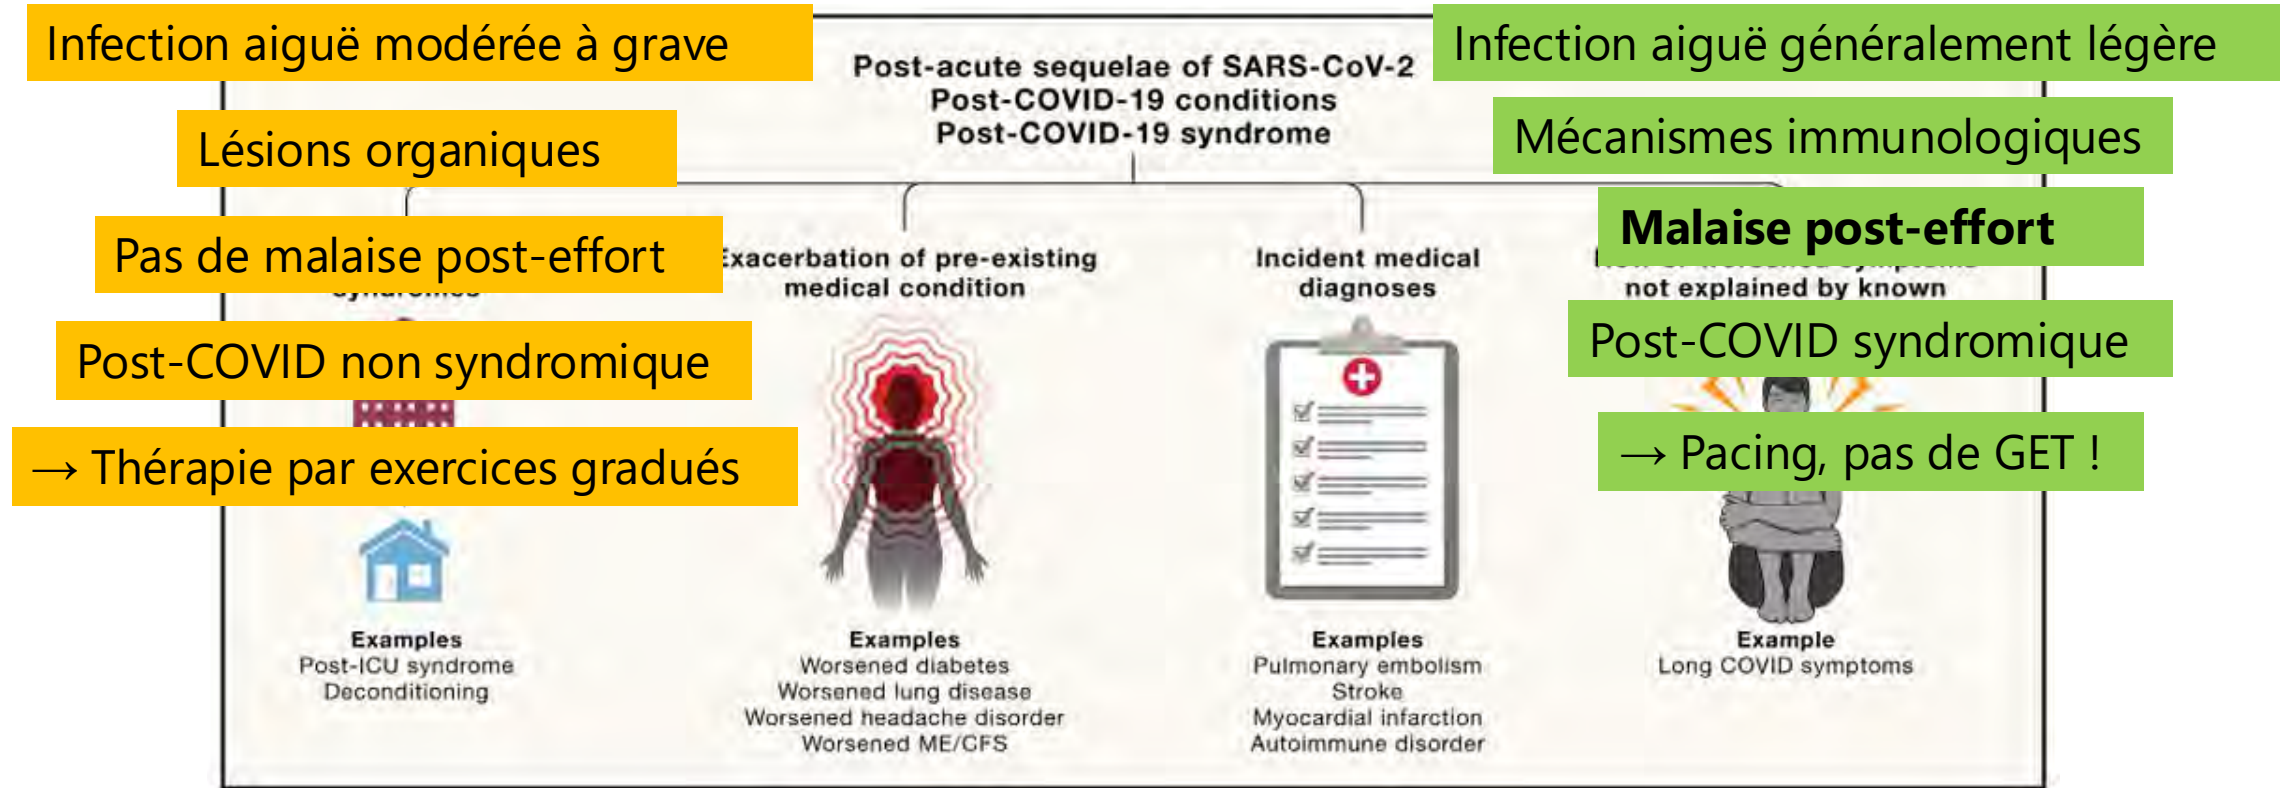 Infection aiguë modérée à grave
Infection aiguë généralement légère
Post-acute sequelae of SARS-CoV-2
Post-COVID-19 conditions
Post-COVID-19 syndrome
Lésions organiques
Mécanismes immunologiques
Pas de malaise post-effort
Malaise post-effort
syndromes
Exacerbation of pre-existing
medical condition
Incident medical
diagnoses
not explained by known
Post-COVID non syndromique
Post-COVID syndromique
→ Thérapie par exercices gradués
→ Pacing, pas de GET !
Examples
Post-ICU syndrome
Deconditioning
Examples
Worsened diabetes
Worsened lung disease
Worsened headache disorder
Worsened ME/CFS
Examples
Pulmonary embolism
Stroke
Myocardial infarction
Autoimmune disorder
Example
Long COVID symptoms